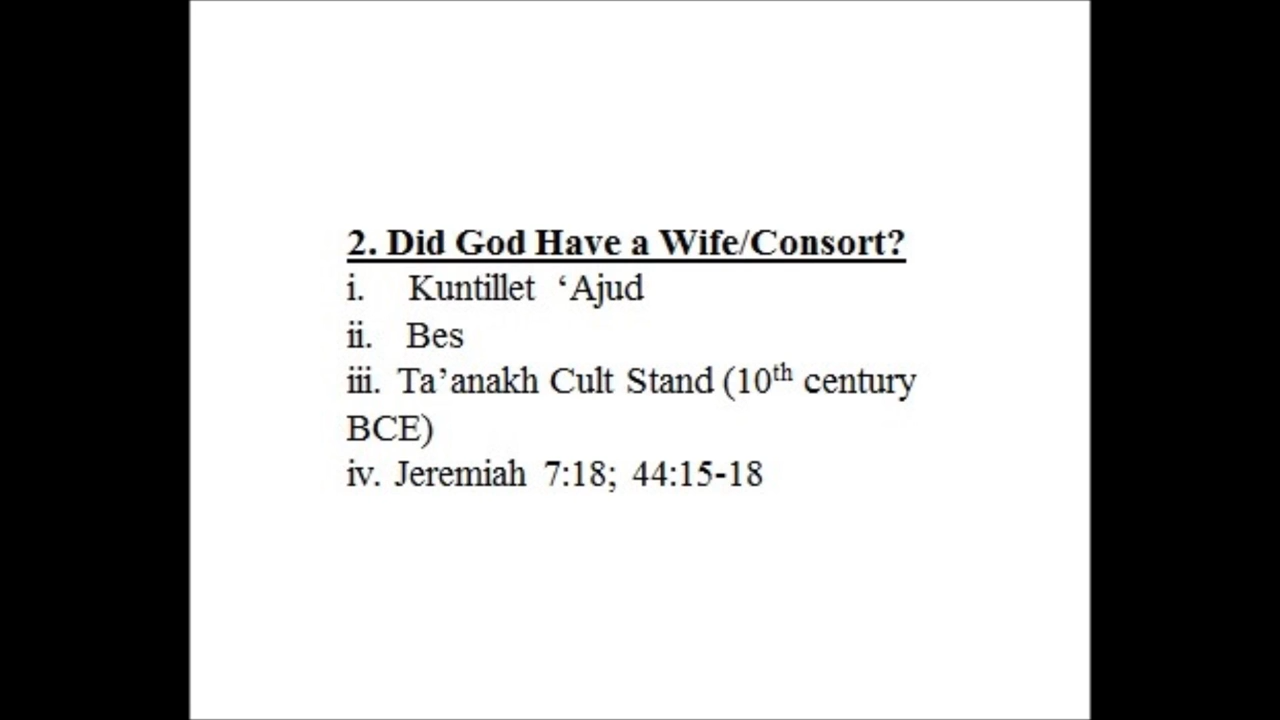 2. Did God Have a Wife/Consort?
i. Kuntillet ‘Ajud
ii. Bes
iii. Ta’anakh Cult Stand (10th century
BCE)
iv. Jeremiah 7:18; 44:15-18